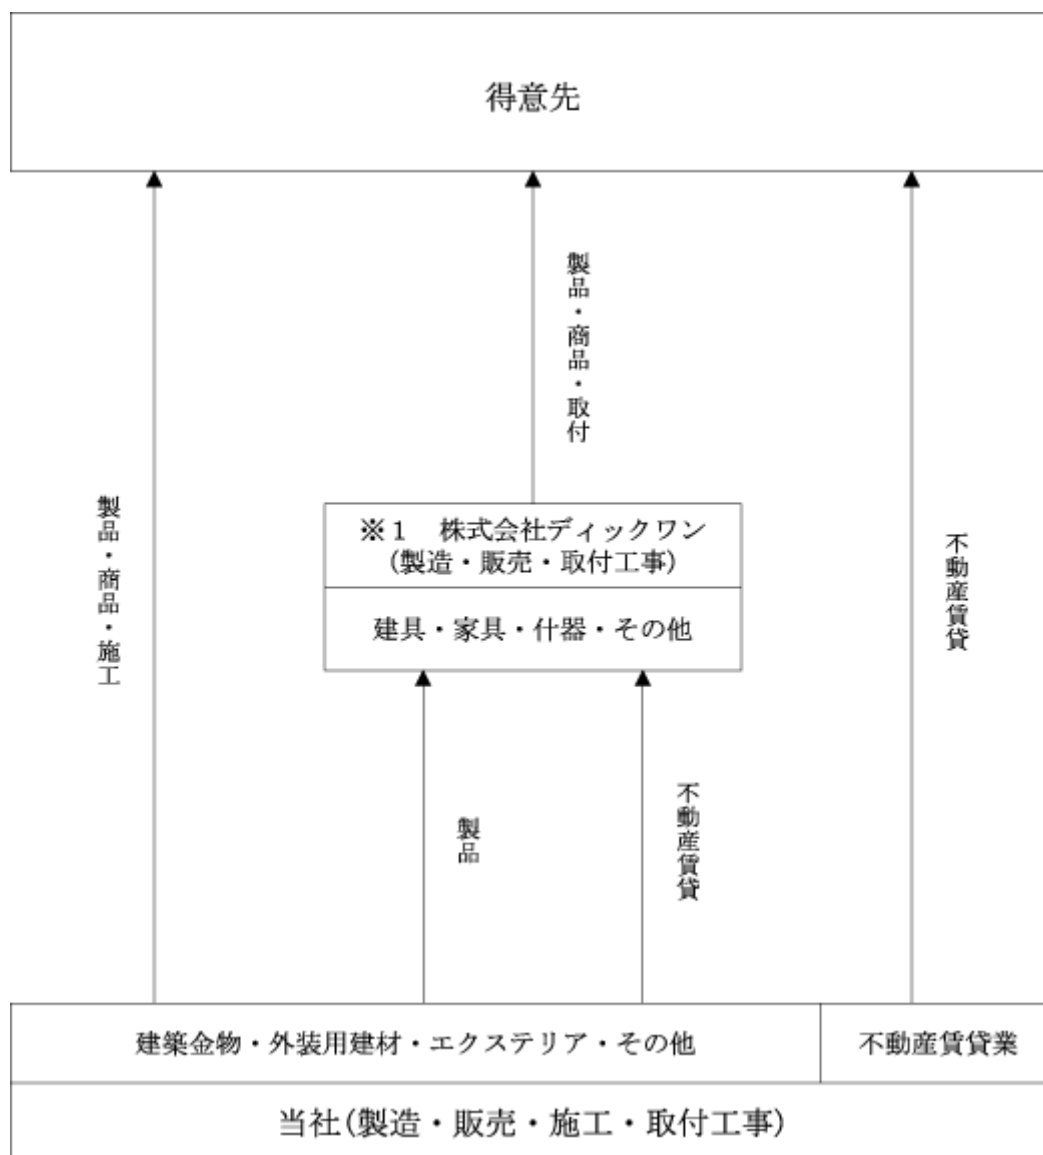 得意先
製品・商品・取付
製品・商品・施工
※1　株式会社ディックワン
(製造・販売・取付工事)
建具・家具・什器・その他
不動産賃貸
製品
不動産賃貸
建築金物・外装用建材・エクステリア・その他
不動産賃貸業
当社(製造・販売・施工・取付工事)